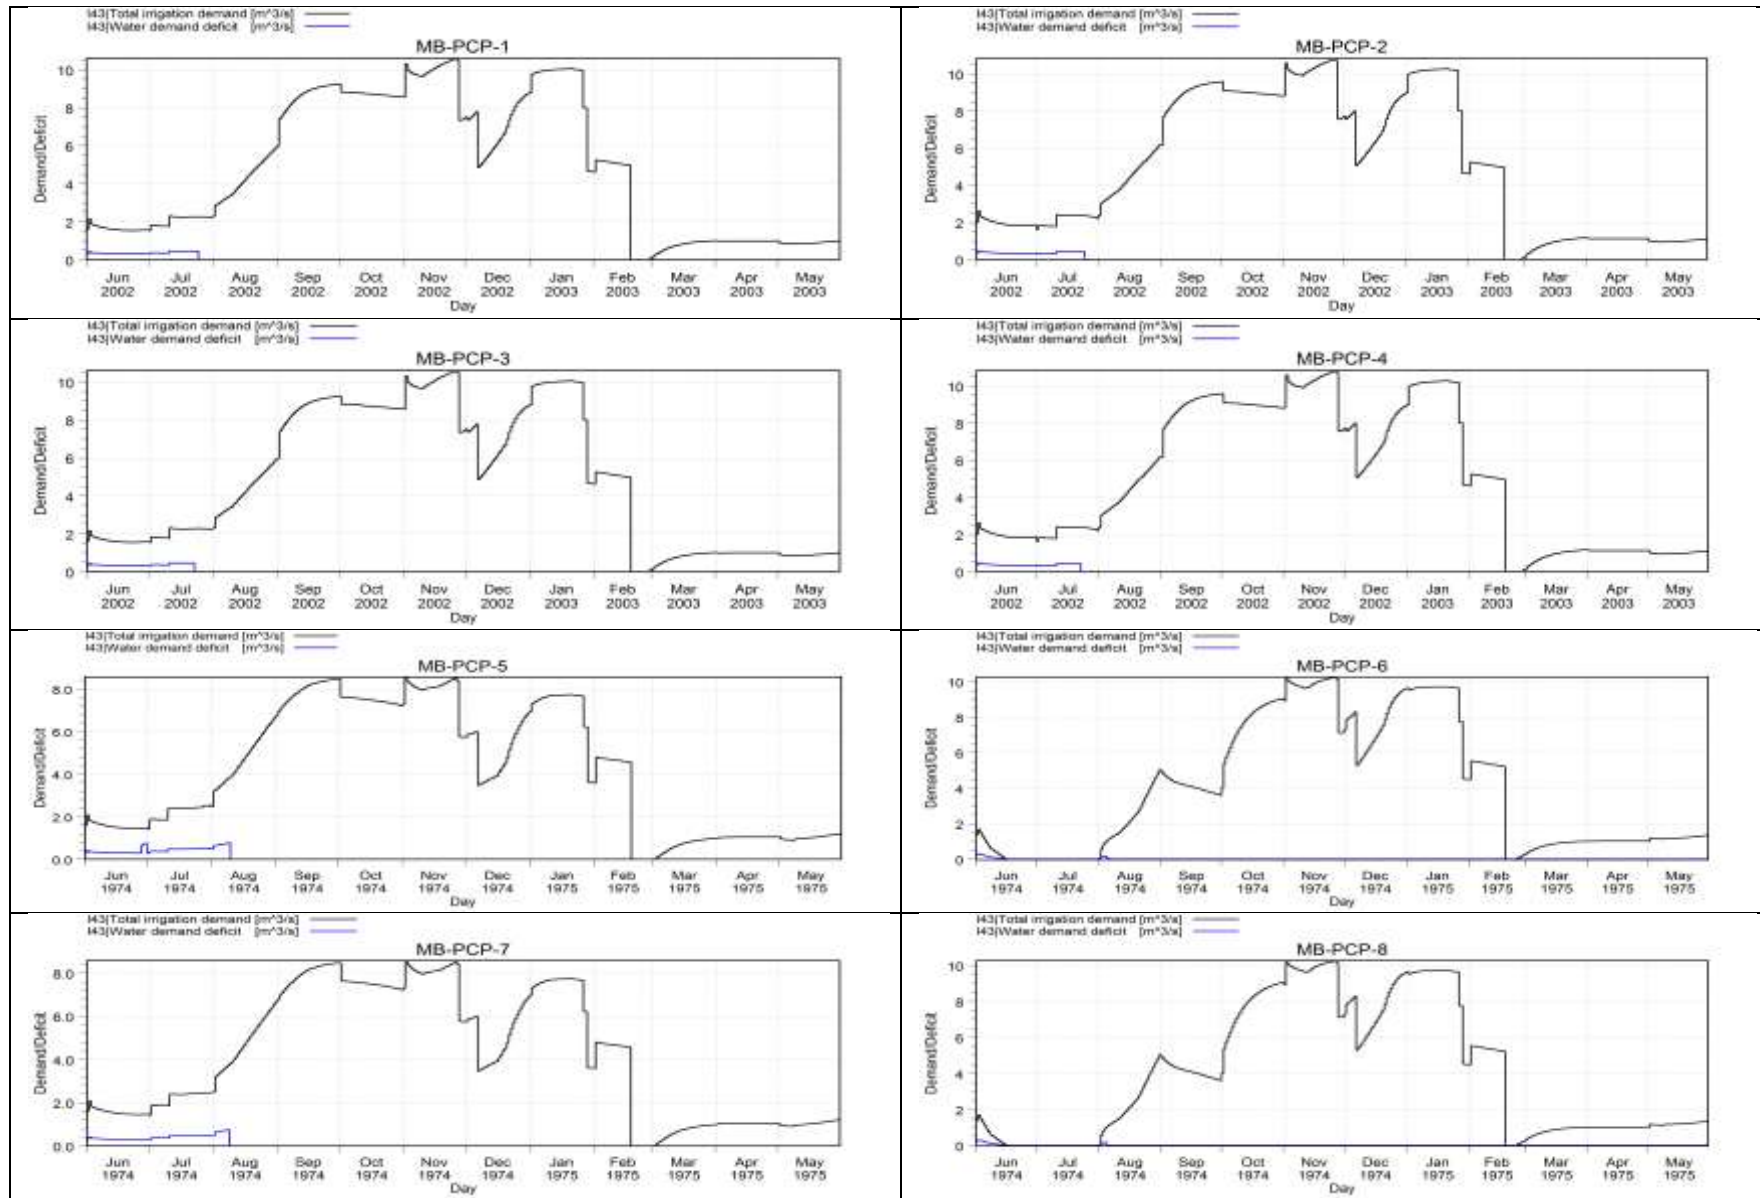 I43|Total irrigation demand [m^3/s]
I43|Water demand deficit [m^3/s]
MB-PCP-1
Demand/Deficit
10
8
6
4
2
0
Jun Jul Aug Sep Oct Nov Dec Jan Feb Mar Apr May
2002 2002 2002 2002 2002 2002 2002 2003 2003 2003 2003 2003
Day
I43|Total irrigation demand [m^3/s]
I43|Water demand deficit [m^3/s]
MB-PCP-2
Demand/Deficit
10
8
6
4
2
0
Jun Jul Aug Sep Oct Nov Dec Jan Feb Mar Apr May
2002 2002 2002 2002 2002 2002 2002 2003 2003 2003 2003 2003
Day
I43|Total irrigation demand [m^3/s]
I43|Water demand deficit [m^3/s]
MB-PCP-3
Demand/Deficit
10
8
6
4
2
0
Jun Jul Aug Sep Oct Nov Dec Jan Feb Mar Apr May
2002 2002 2002 2002 2002 2002 2002 2003 2003 2003 2003 2003
Day
I43|Total irrigation demand [m^3/s]
I43|Water demand deficit [m^3/s]
MB-PCP-4
Demand/Deficit
10
8
6
4
2
0
Jun Jul Aug Sep Oct Nov Dec Jan Feb Mar Apr May
2002 2002 2002 2002 2002 2002 2002 2003 2003 2003 2003 2003
Day
I43|Total irrigation demand [m^3/s]
I43|Water demand deficit [m^3/s]
MB-PCP-5
Demand/Deficit
8.0
6.0
4.0
2.0
0.0
Jun Jul Aug Sep Oct Nov Dec Jan Feb Mar Apr May
1974 1974 1974 1974 1974 1974 1974 1975 1975 1975 1975 1975
Day
I43|Total irrigation demand [m^3/s]
I43|Water demand deficit [m^3/s]
MB-PCP-6
Demand/Deficit
10
8
6
4
2
0
Jun Jul Aug Sep Oct Nov Dec Jan Feb Mar Apr May
1974 1974 1974 1974 1974 1974 1974 1975 1975 1975 1975 1975
Day
I43|Total irrigation demand [m^3/s]
I43|Water demand deficit [m^3/s]
MB-PCP-7
Demand/Deficit
8.0
6.0
4.0
2.0
0.0
Jun Jul Aug Sep Oct Nov Dec Jan Feb Mar Apr May
1974 1974 1974 1974 1974 1974 1974 1975 1975 1975 1975 1975
Day
I43|Total irrigation demand [m^3/s]
I43|Water demand deficit [m^3/s]
MB-PCP-8
Demand/Deficit
10
8
6
4
2
0
Jun Jul Aug Sep Oct Nov Dec Jan Feb Mar Apr May
1974 1974 1974 1974 1974 1974 1974 1975 1975 1975 1975 1975
Day